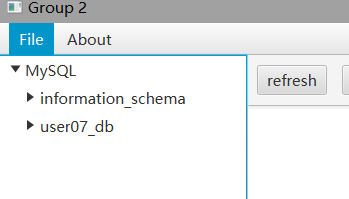 Group 2
File About
MySQL
refresh
information_schema
user07_db